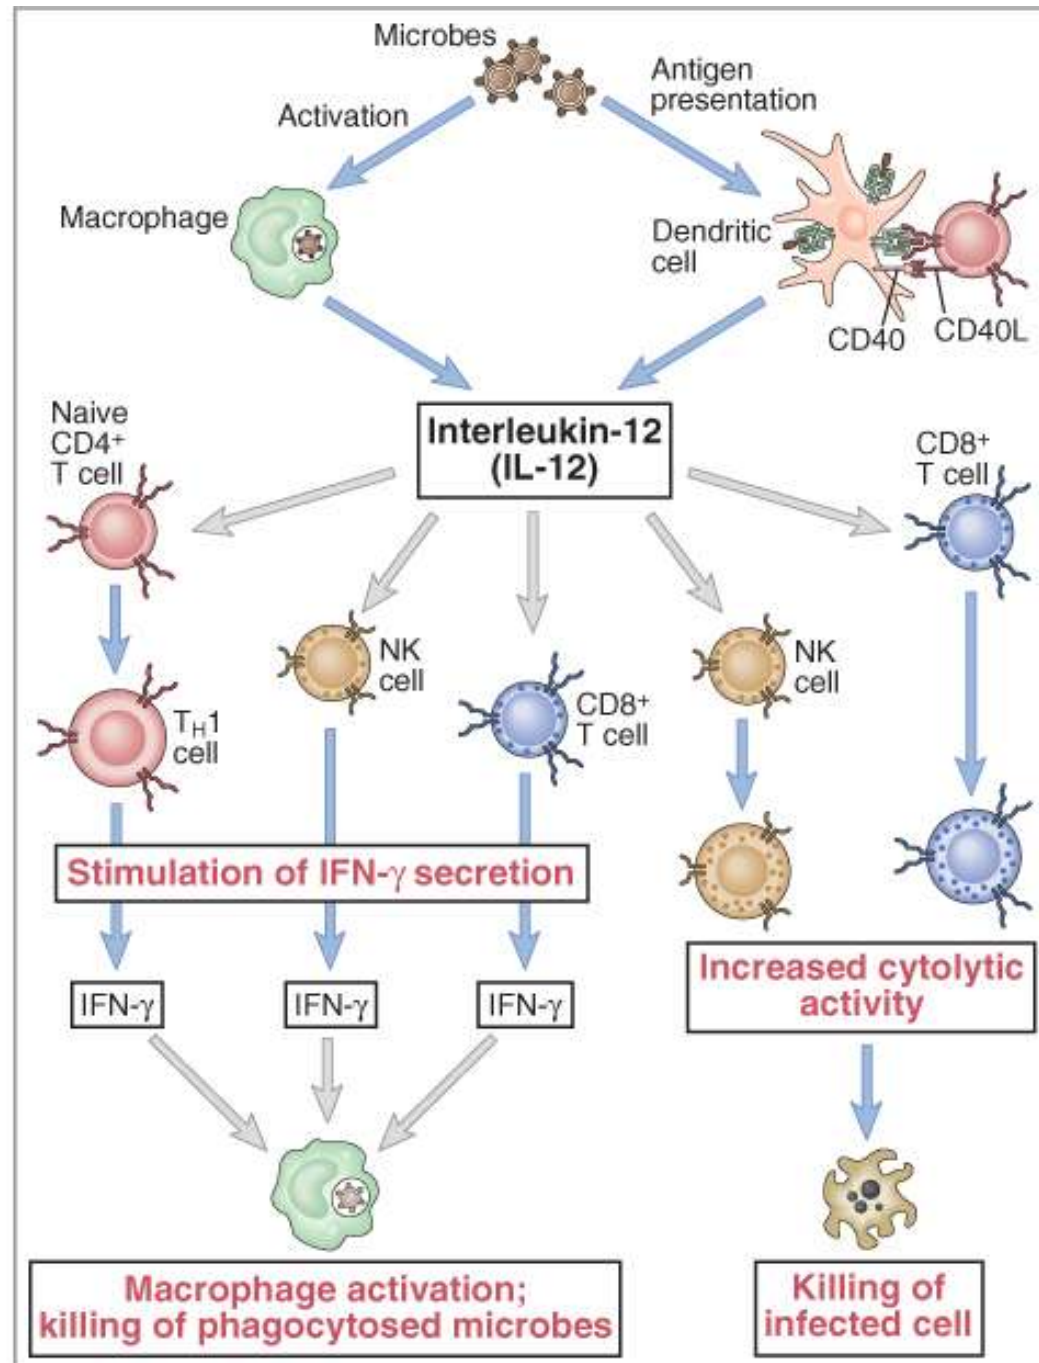 Microbes
Activation
Antigen
presentation
Macrophage
Dendritic
cell
CD40
CD40L
Interleukin-12
(IL-12)
Naive
CD4+
T cell
CD8+
T cell
NK
cell
CD8+
T cell
NK
cell
TH1
cell
Stimulation of IFN-γ secretion
IFN-γ
IFN-γ
IFN-γ
Increased cytolytic
activity
Macrophage activation;
killing of phagocytosed microbes
Killing of
infected cell